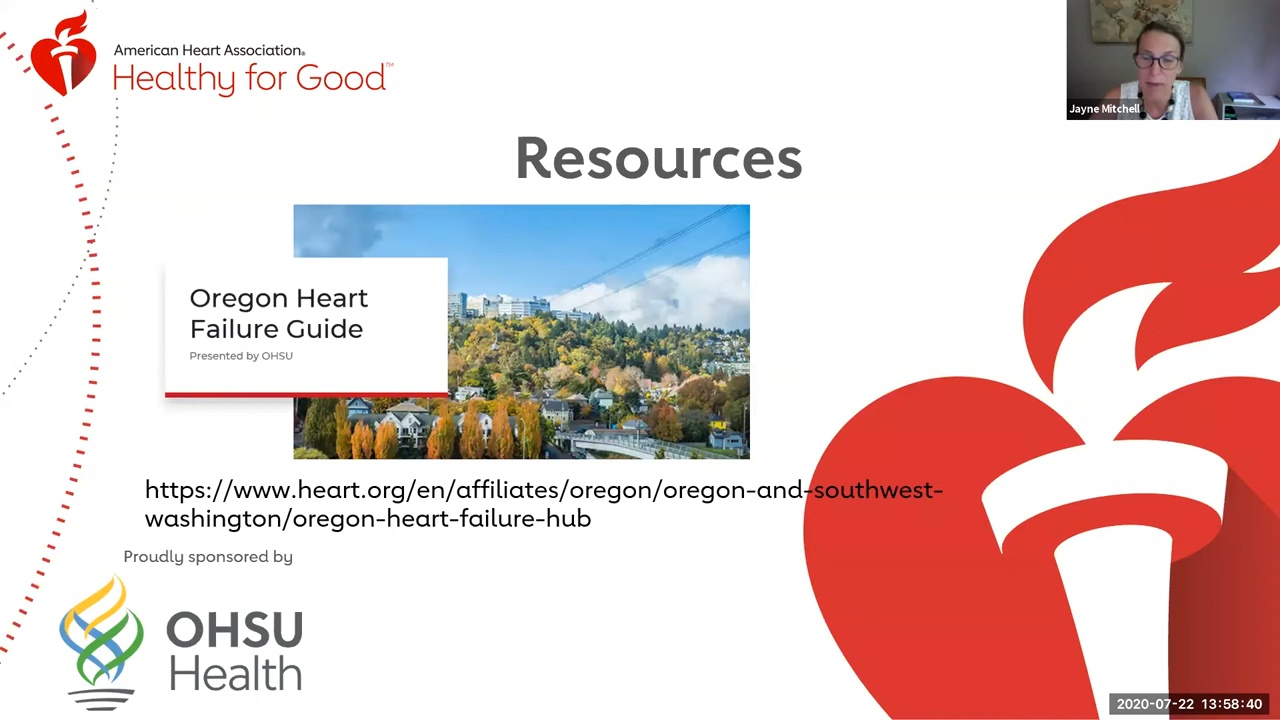 American Heart Association®
Healthy for Good™
Jayne Mitchell
Resources
Oregon Heart
Failure Guide
Presented by OHSU
https://www.heart.org/en/affiliates/oregon/oregon-and-southwest-
washington/oregon-heart-failure-hub
Proudly sponsored by
OHSU
Health
2020-07-22 13:58:40